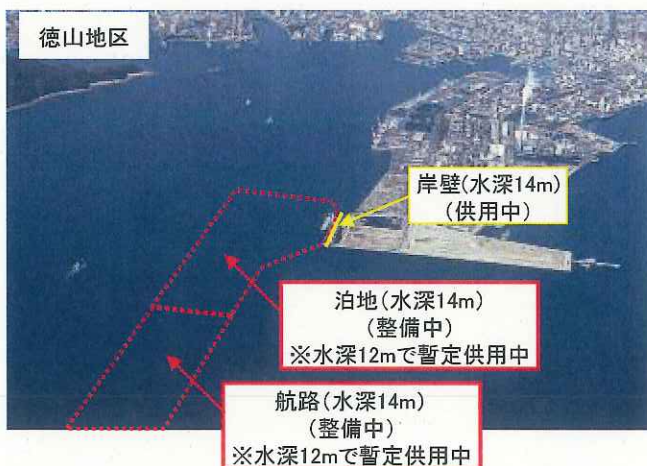 徳山地区
岸壁(水深14m)
(供用中)
泊地(水深14m)
(整備中)
※水深12mで暫定供用中
航路(水深14m)
(整備中)
※水深12mで暫定供用中